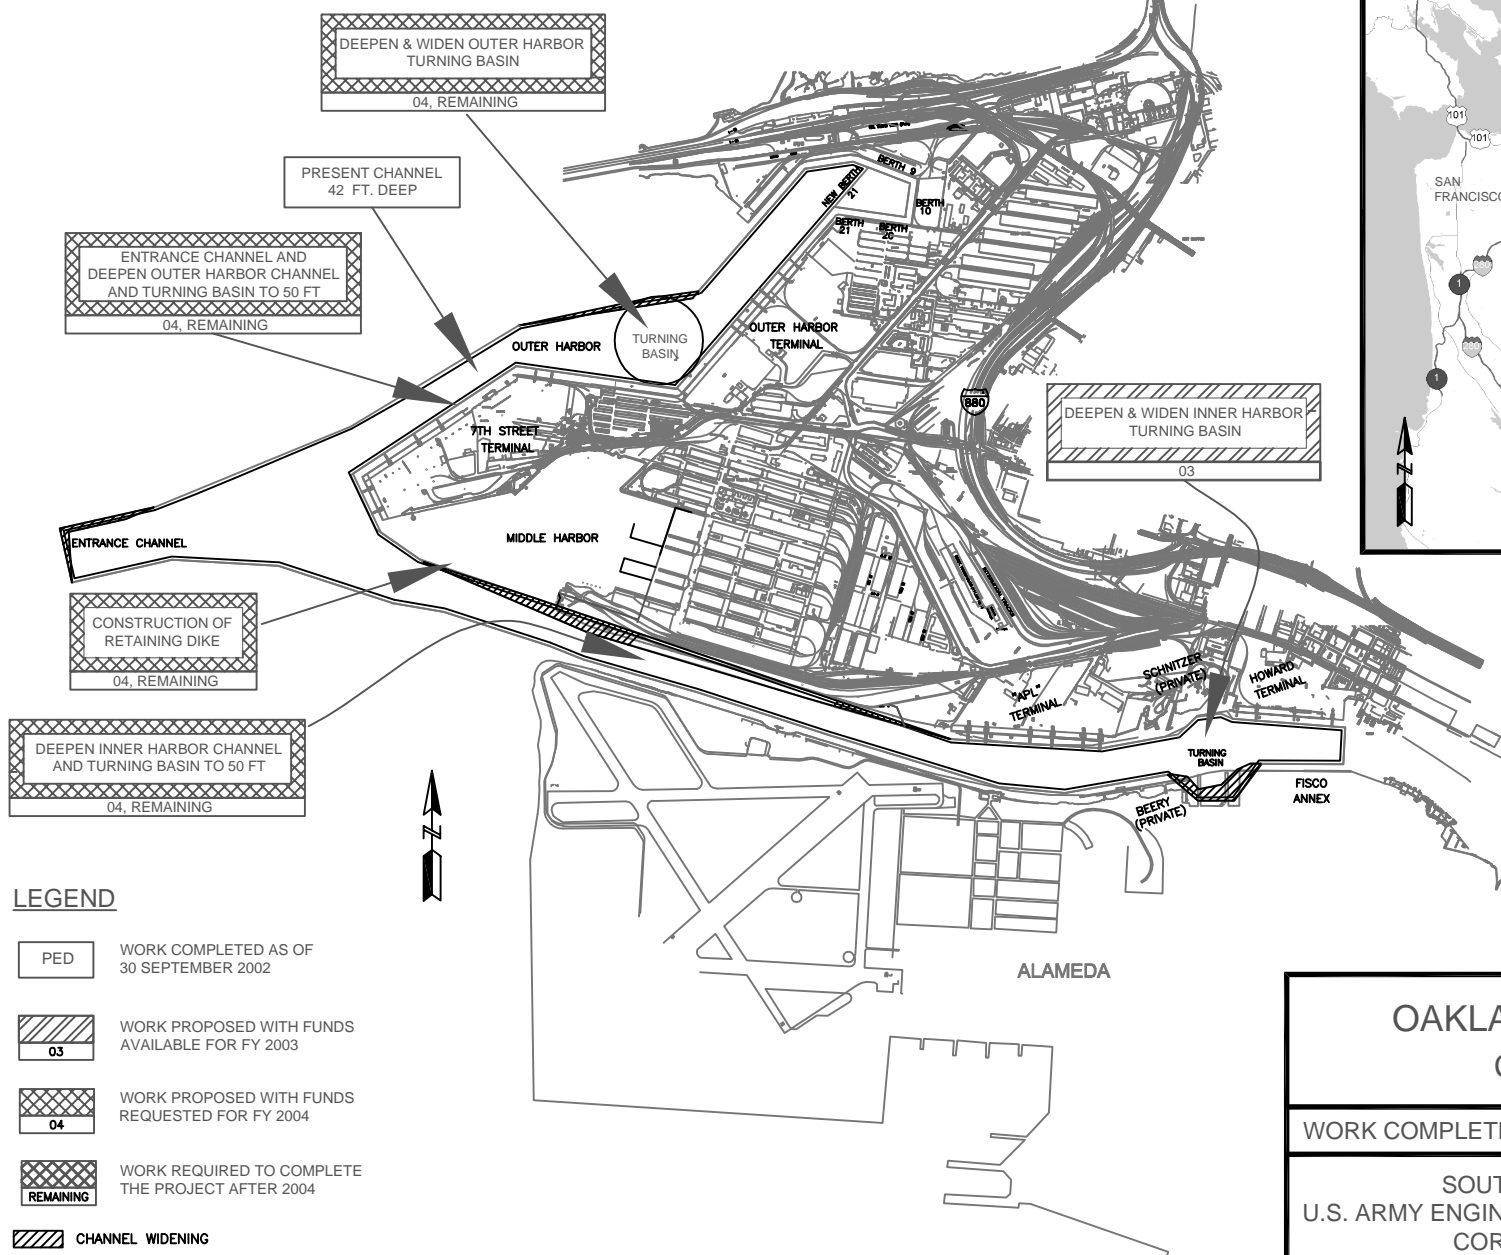 DEEPEN & WIDEN OUTER HARBOR
TURNING BASIN
04, REMAINING
PRESENT CHANNEL
42 FT. DEEP
ENTRANCE CHANNEL AND
DEEPEN OUTER HARBOR CHANNEL
AND TURNING BASIN TO 50 FT
04, REMAINING
BERTH 9
NEW BERTH
21
BERTH
10
BERTH
21
BERTH
20
OUTER HARBOR
TURNING
BASIN
OUTER HARBOR
TERMINAL
101
101
SAN
FRANCISCO
280
1
280
1
N
880
DEEPEN & WIDEN INNER HARBOR
TURNING BASIN
03
7TH STREET
TERMINAL
ENTRANCE CHANNEL
MIDDLE HARBOR
CONSTRUCTION OF
RETAINING DIKE
04, REMAINING
SCHNITZER
(PRIVATE)
HOWARD
TERMINAL
"APL"
TERMINAL
DEEPEN INNER HARBOR CHANNEL
AND TURNING BASIN TO 50 FT
04, REMAINING
TURNING
BASIN
FISCO
ANNEX
BEERY
(PRIVATE)
N
ALAMEDA
LEGEND
PED
WORK COMPLETED AS OF
30 SEPTEMBER 2002
03
WORK PROPOSED WITH FUNDS
AVAILABLE FOR FY 2003
04
WORK PROPOSED WITH FUNDS
REQUESTED FOR FY 2004
REMAINING
WORK REQUIRED TO COMPLETE
THE PROJECT AFTER 2004
CHANNEL WIDENING
OAKLA
WORK COMPLETE
SOUT
U.S. ARMY ENGIN
COR